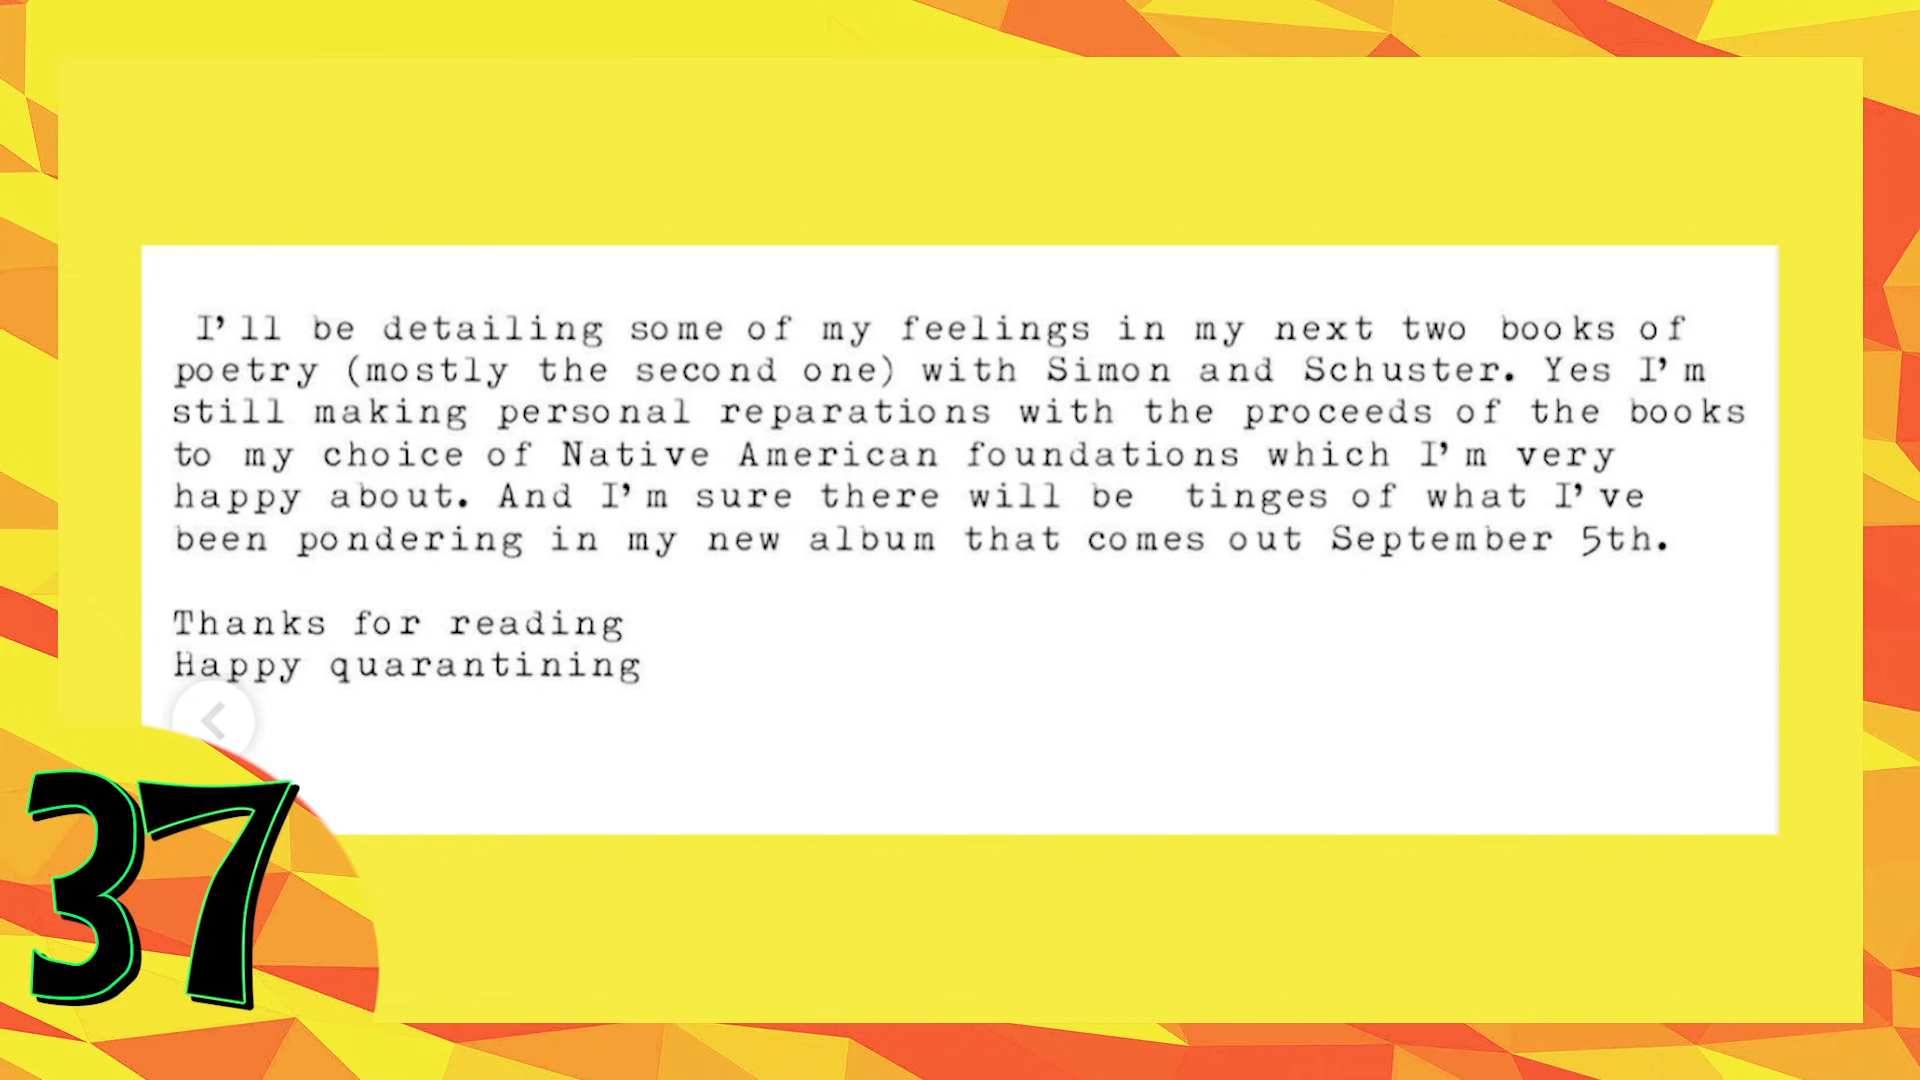 I'll be detailing some of my feelings in my next two books of
poetry (mostly the second one) with Simon and Schuster. Yes I'm
still making personal reparations with the proceeds of the books
to my choice of Native American foundations which I'm very
happy about. And I'm sure there will be tinges of what I've
been pondering in my new album that comes out September 5th.
Thanks for reading
Happy quarantining
37